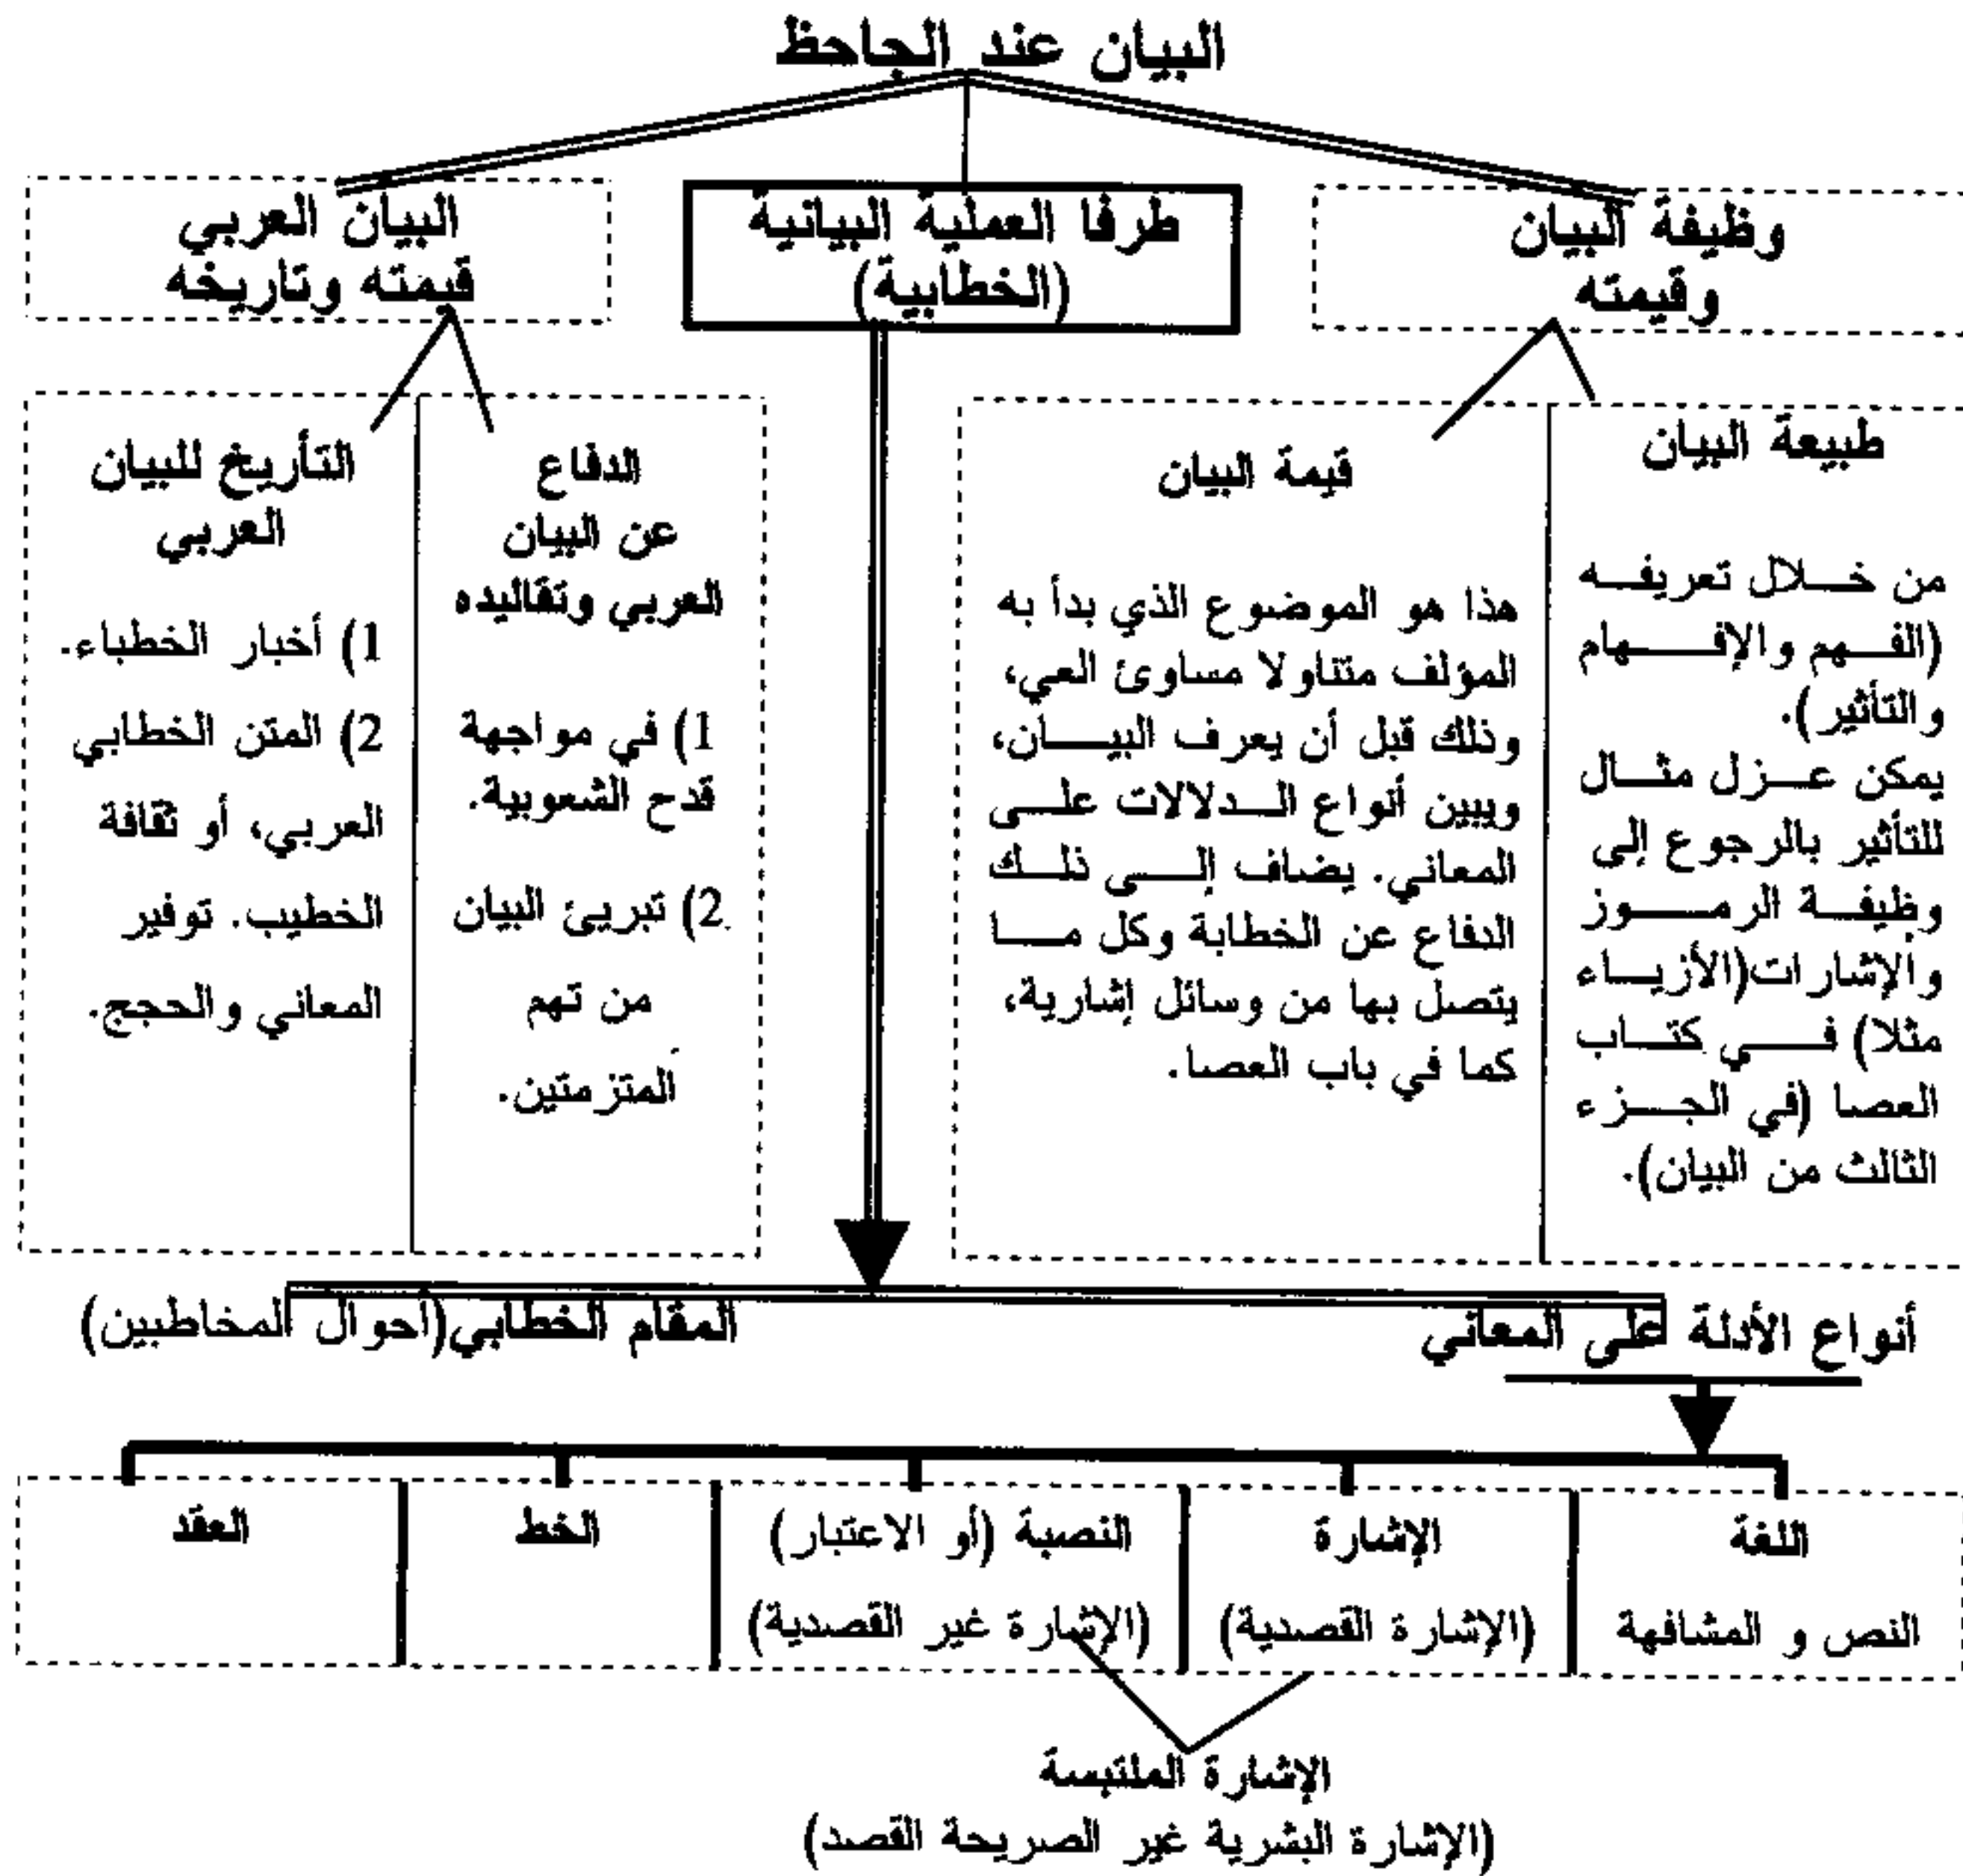 البيان عند الجاحظ
وظيفة البيان
وقيمته
طرفا العملية البيانية
(الخطابية)
البيان العربي
قيمته وتاريخه
طبيعة البيان
من خلال تعريفه
(الفهم والإفهام
والتأثير).
يمكن عزل مثال
للتأثير بالرجوع إلى
وظيفة الرموز
والإشارات(الأزياء
مثلا) في كتاب
العصا (في الجزء
الثالث من البيان).
قيمة البيان
هذا هو الموضوع الذي بدأ به
المؤلف متناولا مساوئ العي،
وذلك قبل أن يعرف البيان،
ويبين أنواع الدلالات على
المعاني. يضاف إلى ذلك
الدفاع عن الخطابة وكل ما
يتصل بها من وسائل إشارية،
كما في باب العصا.
الدفاع
عن البيان
العربي وتقاليده
1) في مواجهة
قدح الشعوبية.
2) تبريئ البيان
من تهم
المتزمتين.
التأريخ للبيان
العربي
1) أخبار الخطباء.
2) المتن الخطابي
العربي، أو ثقافة
الخطيب. توفير
المعاني والحجج.
أنواع الأدلة على المعاني
المقام الخطابي(أحوال المخاطبين)
اللغة
النص و المشافهة
الإشارة
(الإشارة القصدية)
النصبة (أو الاعتبار)
(الإشارة غير القصدية)
الخط
العقد
الإشارة الملتبسة
(الإشارة البشرية غير الصريحة القصد)